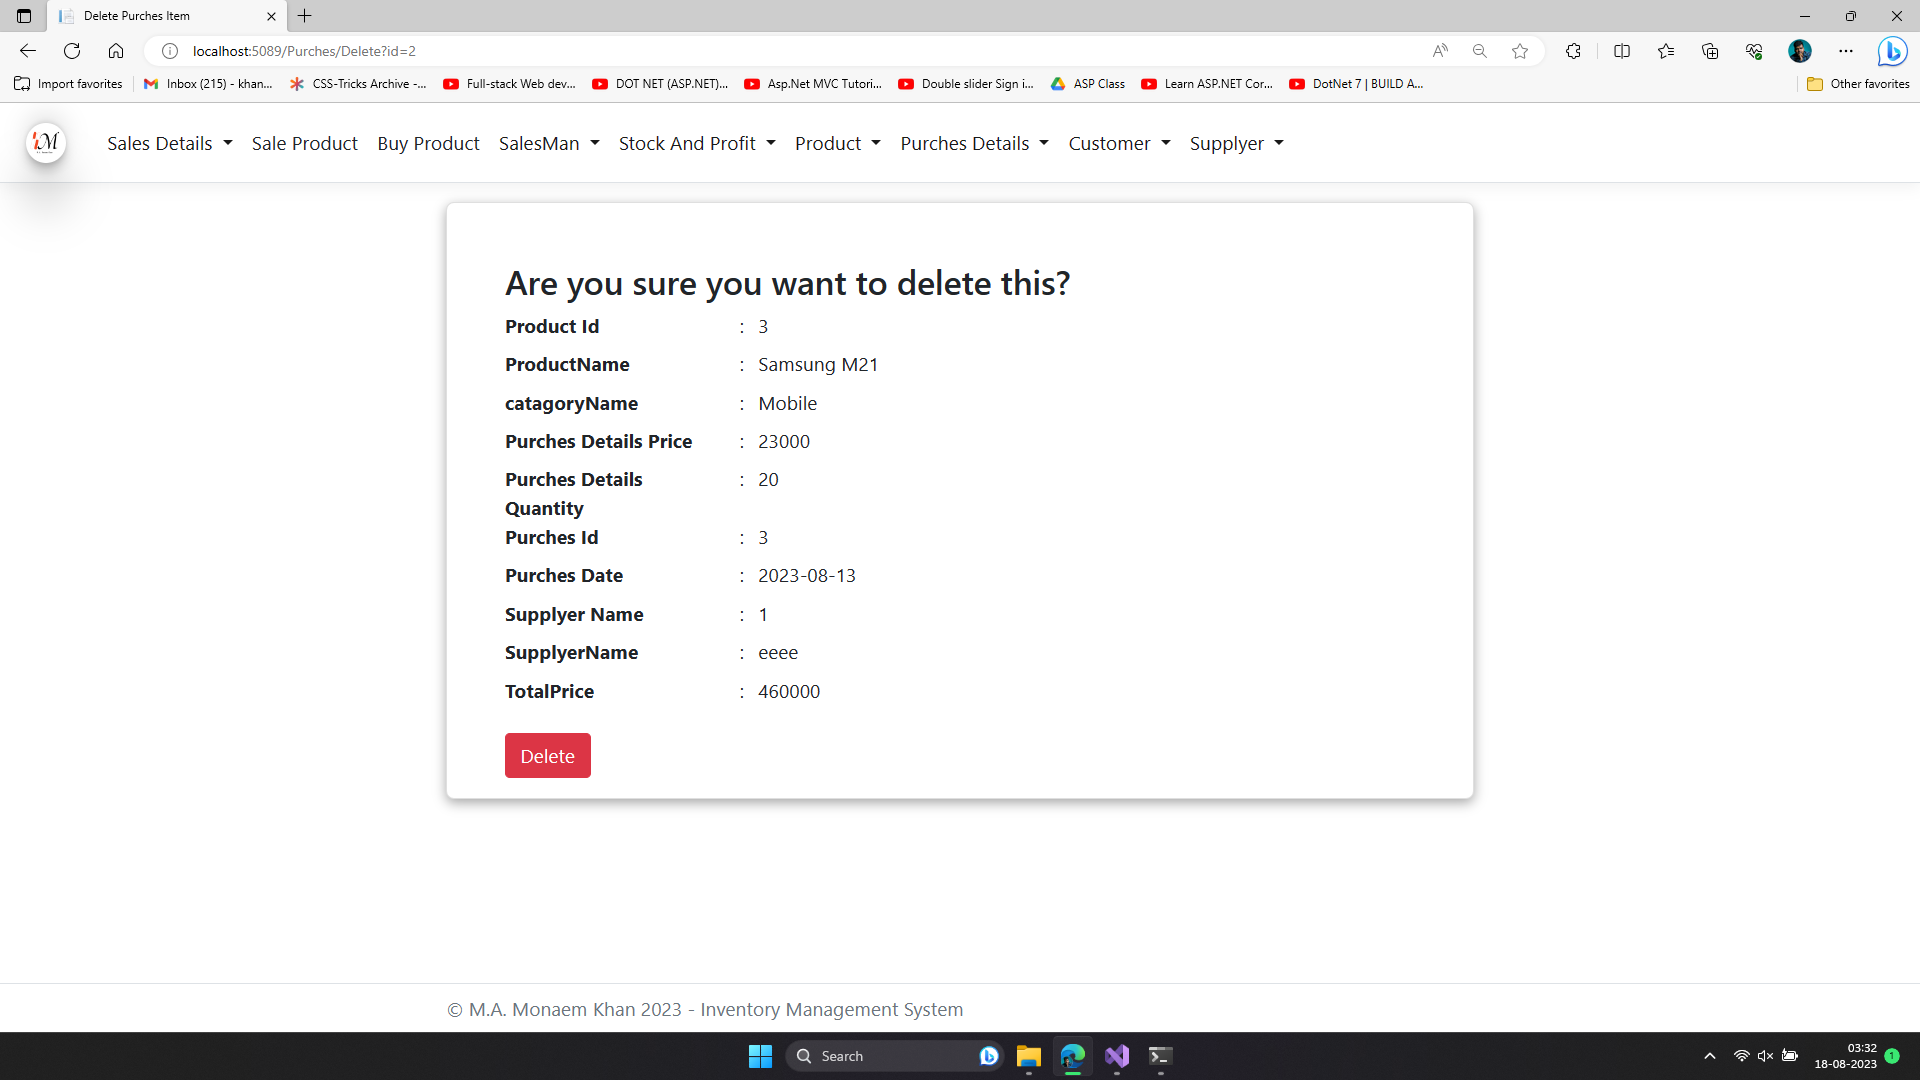 Delete Purches Item
localhost:5089/Purches/Delete?id=2
Import favorites
Inbox (215) - khan...
CSS-Tricks Archive -...
Full-stack Web dev...
DOT NET (ASP.NET)...
Asp.Net MVC Tutori...
Double slider Sign i...
ASP Class
Learn ASP.NET Cor...
DotNet 7 | BUILD A...
Other favorites
Sales Details
Sale Product
Buy Product
SalesMan
Stock And Profit
Product
Purches Details
Customer
Supplyer
Are you sure you want to delete this?
Product Id : 3
ProductName : Samsung M21
catagoryName : Mobile
Purches Details Price : 23000
Purches Details : 20
Quantity
Purches Id : 3
Purches Date : 2023-08-13
Supplyer Name : 1
SupplyerName : eeee
TotalPrice : 460000
Delete
© M.A. Monaem Khan 2023 - Inventory Management System
Search
03:32
18-08-2023
1